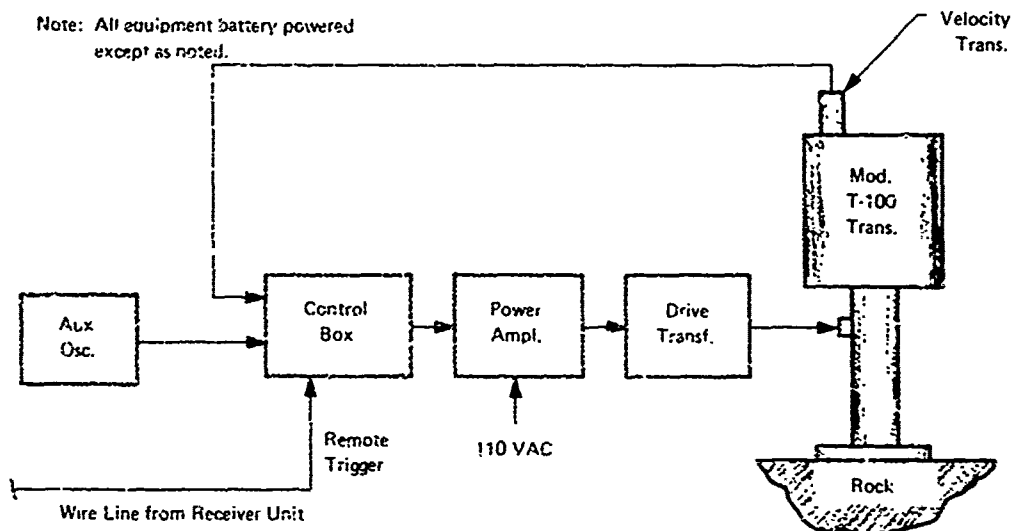 Note: All equipment battery powered
except as noted.
Velocity
Trans.
Mod.
T-100
Trans.
Aux
Osc.
Control
Box
Power
Ampl.
Drive
Transf.
Remote
Trigger
110 VAC
Rock
Wire Line from Receiver Unit